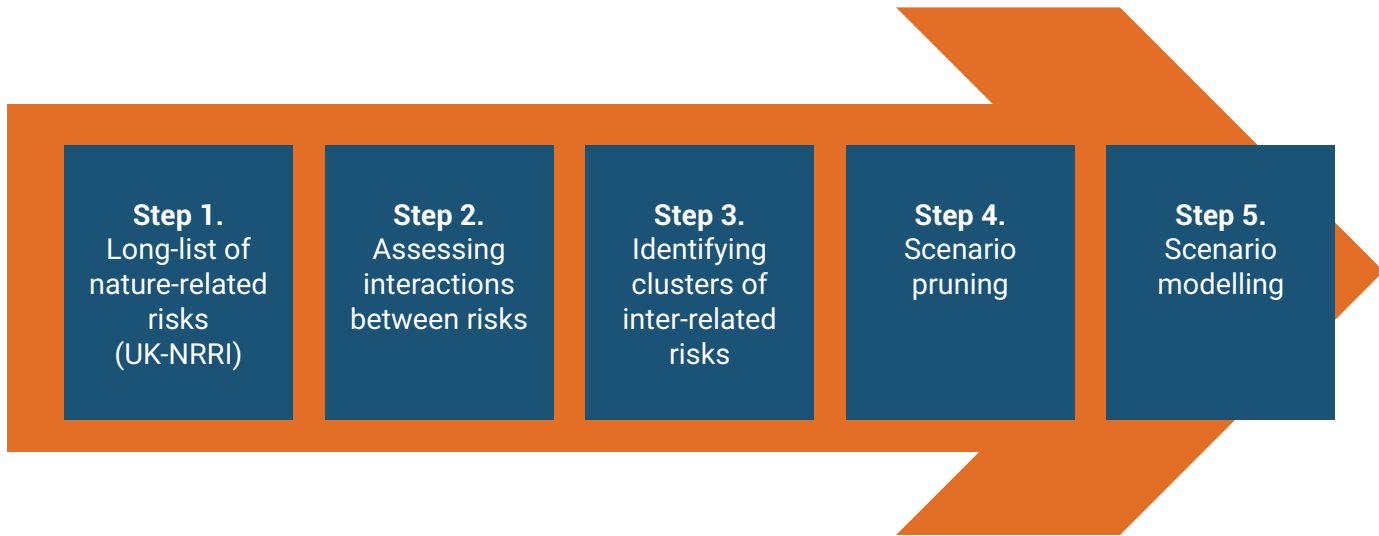 Step 1.
Long-list of
nature-related
risks
(UK-NRRI)
Step 2.
Assessing
interactions
between risks
Step 3.
Identifying
clusters of
inter-related
risks
Step 4.
Scenario
pruning
Step 5.
Scenario
modelling